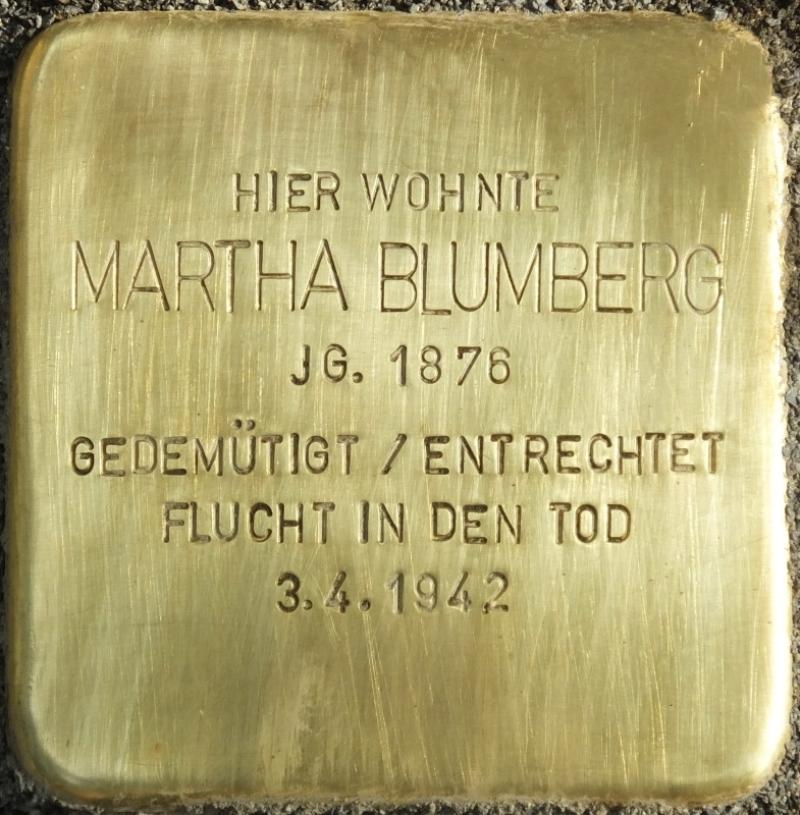 HIER WOHNTE
MARTHA BLUMBERG
JG. 1876
GEDEMÜTIGT / ENTRECHTET
FLUCHT IN DEN TOD
3.4.1942